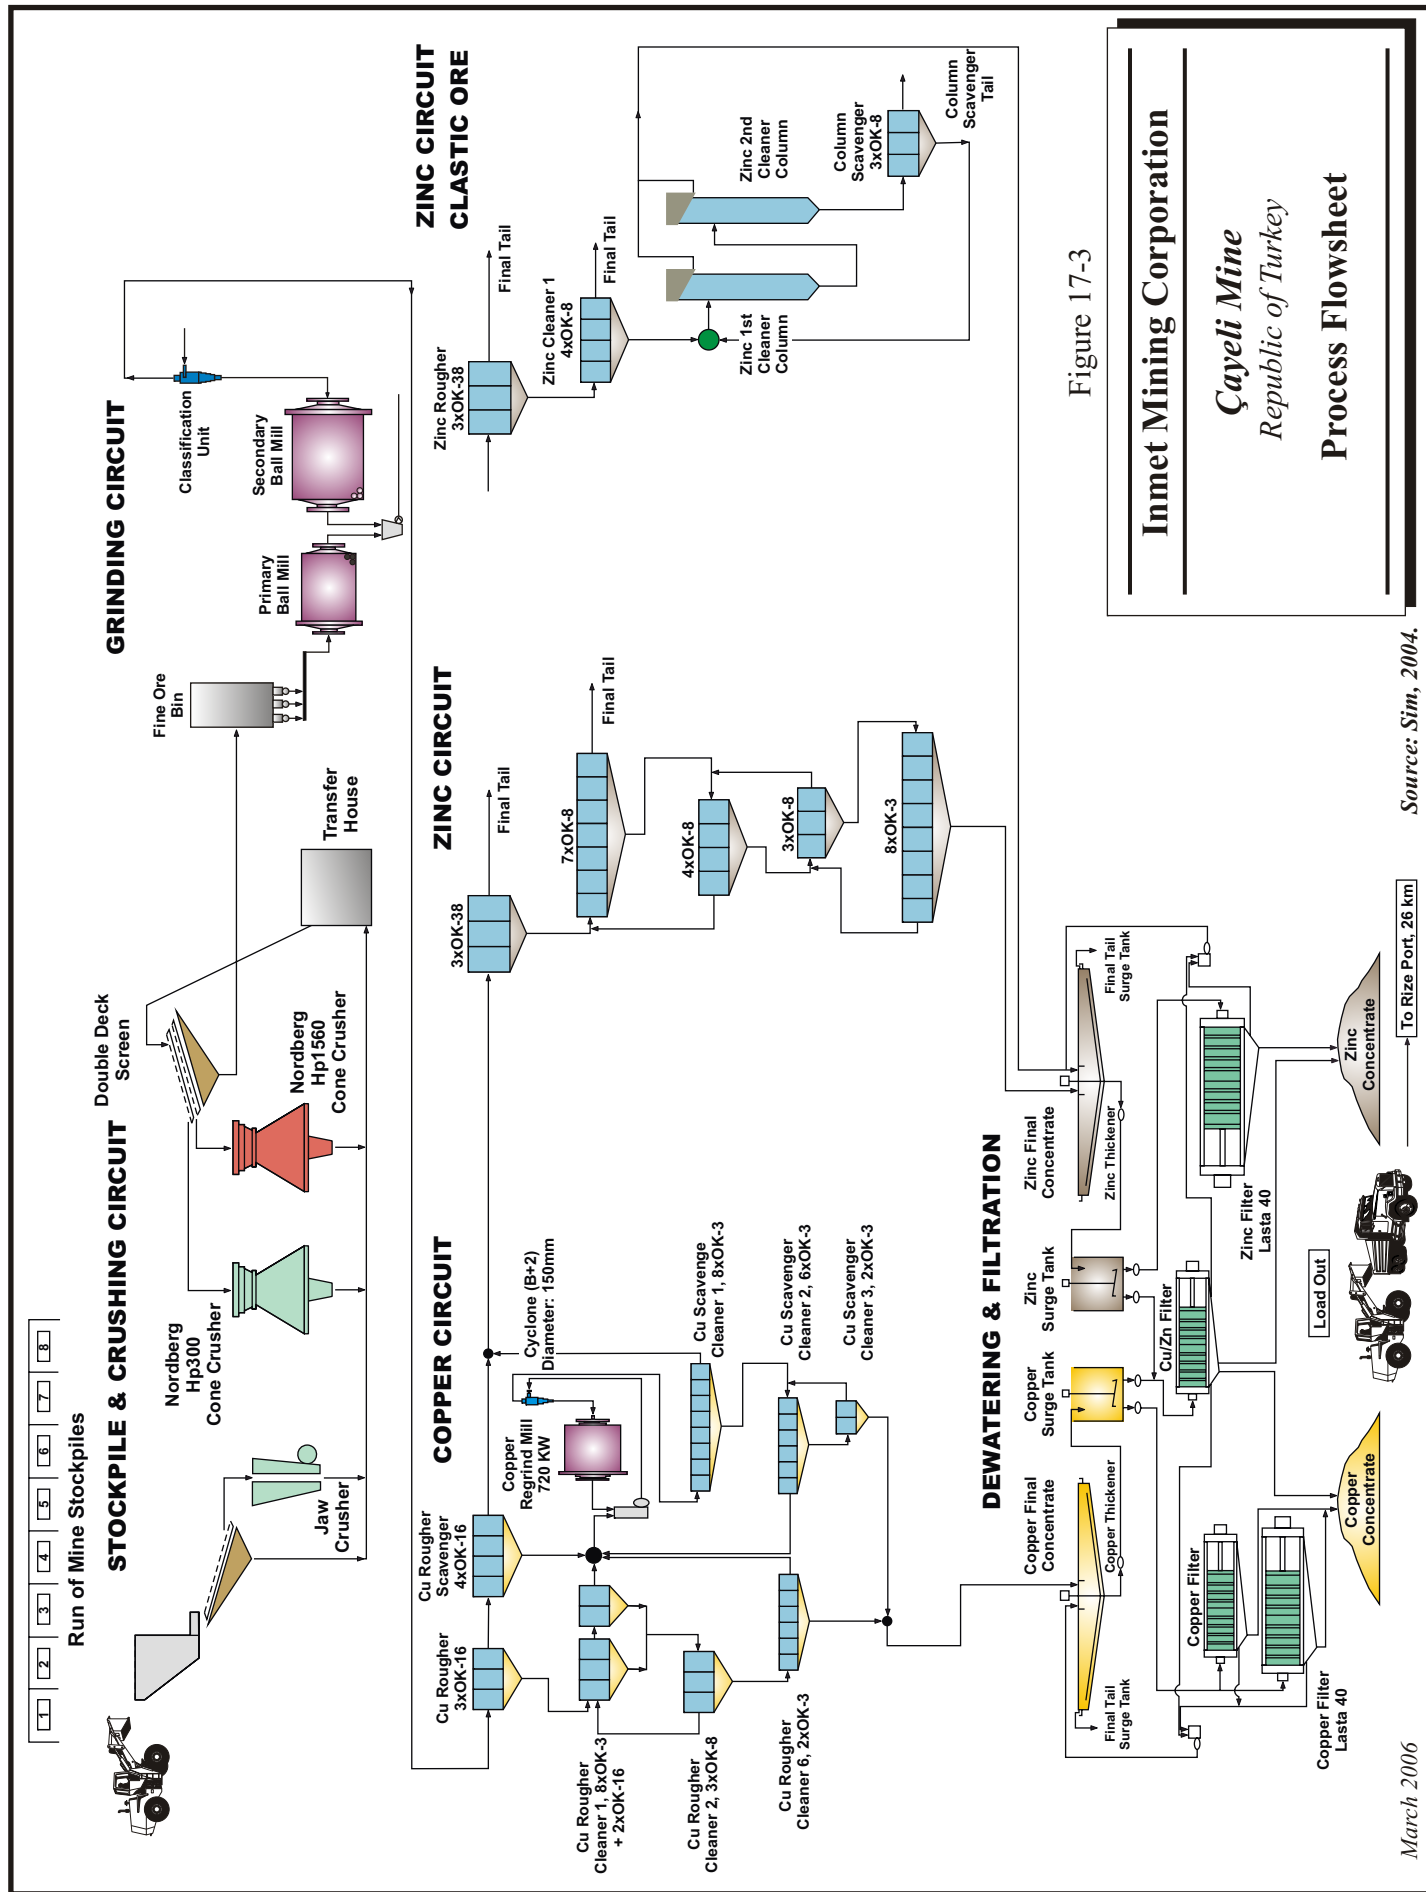 1
2
3
4
5
6
7
8
Run of Mine Stockpiles
STOCKPILE & CRUSHING CIRCUIT
Jaw
Crusher
Nordberg
Hp300
Cone Crusher
Nordberg
Hp1560
Cone Crusher
Double Deck
Screen
Transfer
House
GRINDING CIRCUIT
Fine Ore
Bin
Primary
Ball Mill
Secondary
Ball Mill
Classification
Unit
COPPER CIRCUIT
Cu Rougher
3xOK-16
Cu Rougher
Scavenger
4xOK-16
Cu Rougher
Cleaner 1, 8xOK-3
+ 2xOK-16
Cu Rougher
Cleaner 2, 3xOK-8
Cu Rougher
Cleaner 6, 2xOK-3
Copper
Regrind Mill
720 KW
Cyclone (B+2)
Diameter: 150mm
Cu Scavenge
Cleaner 1, 8xOK-3
Cu Scavenger
Cleaner 2, 6xOK-3
Cu Scavenger
Cleaner 3, 2xOK-3
ZINC CIRCUIT
3xOK-38
Final Tail
7xOK-8
Final Tail
4xOK-8
3xOK-8
8xOK-3
ZINC CIRCUIT
CLASTIC ORE
Zinc Rougher
3xOK-38
Final Tail
Zinc Cleaner 1
4xOK-8
Final Tail
Zinc 1st
Cleaner
Column
Zinc 2nd
Cleaner
Column
Column
Scavenger
3xOK-8
Column
Scavenger
Tail
DEWATERING & FILTRATION
Final Tail
Surge Tank
Copper Final
Concentrate
Copper Thickener
Copper
Surge Tank
Zinc
Surge Tank
Zinc Final
Concentrate
Zinc Thickener
Final Tail
Surge Tank
Copper Filter
Copper Filter
Lasta 40
Cu/Zn Filter
Zinc Filter
Lasta 40
Copper
Concentrate
Load Out
Zinc
Concentrate
To Rize Port, 26 km
Figure 17-3
Inmet Mining Corporation
Çayeli Mine
Republic of Turkey
Process Flowsheet
March 2006
Source: Sim, 2004.